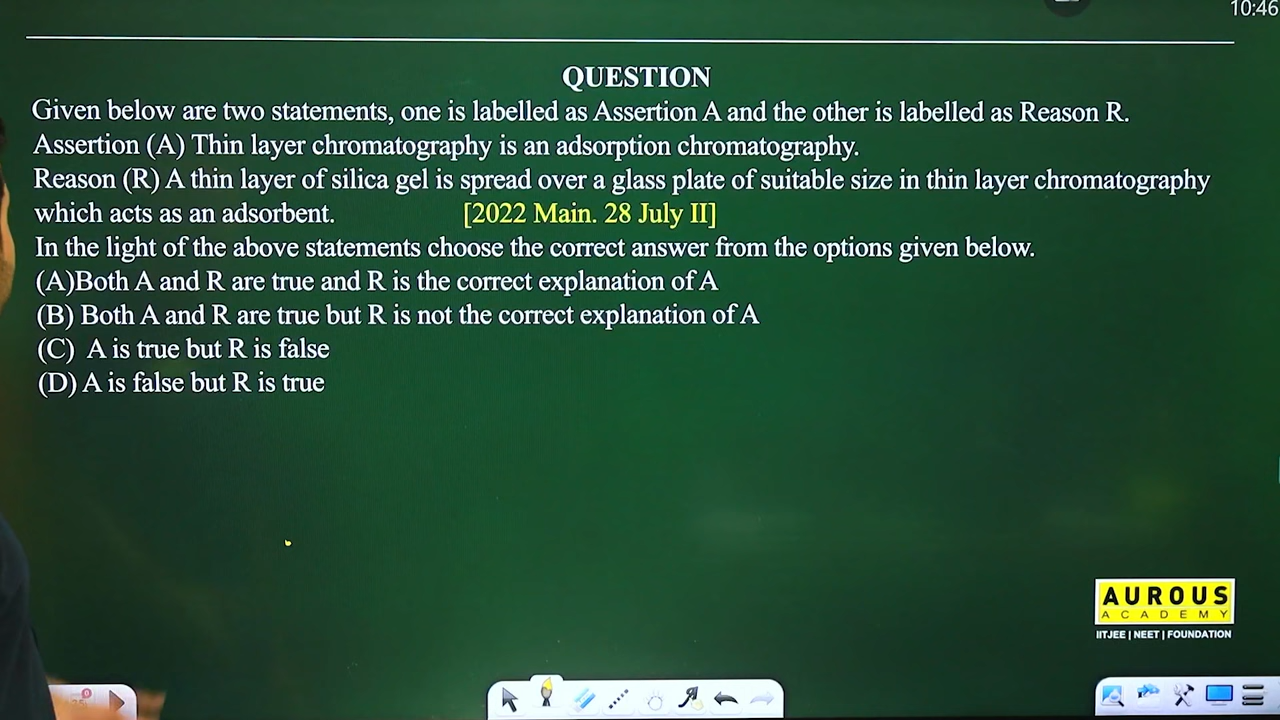 10:46
QUESTION
Given below are two statements, one is labelled as Assertion A and the other is labelled as Reason R.
Assertion (A) Thin layer chromatography is an adsorption chromatography.
Reason (R) A thin layer of silica gel is spread over a glass plate of suitable size in thin layer chromatography
which acts as an adsorbent. [2022 Main. 28 July II]
In the light of the above statements choose the correct answer from the options given below.
(A)Both A and R are true and R is the correct explanation of A
(B) Both A and R are true but R is not the correct explanation of A
(C) A is true but R is false
(D) A is false but R is true
AUROUS
ACADEMY
IITJEE | NEET | FOUNDATION